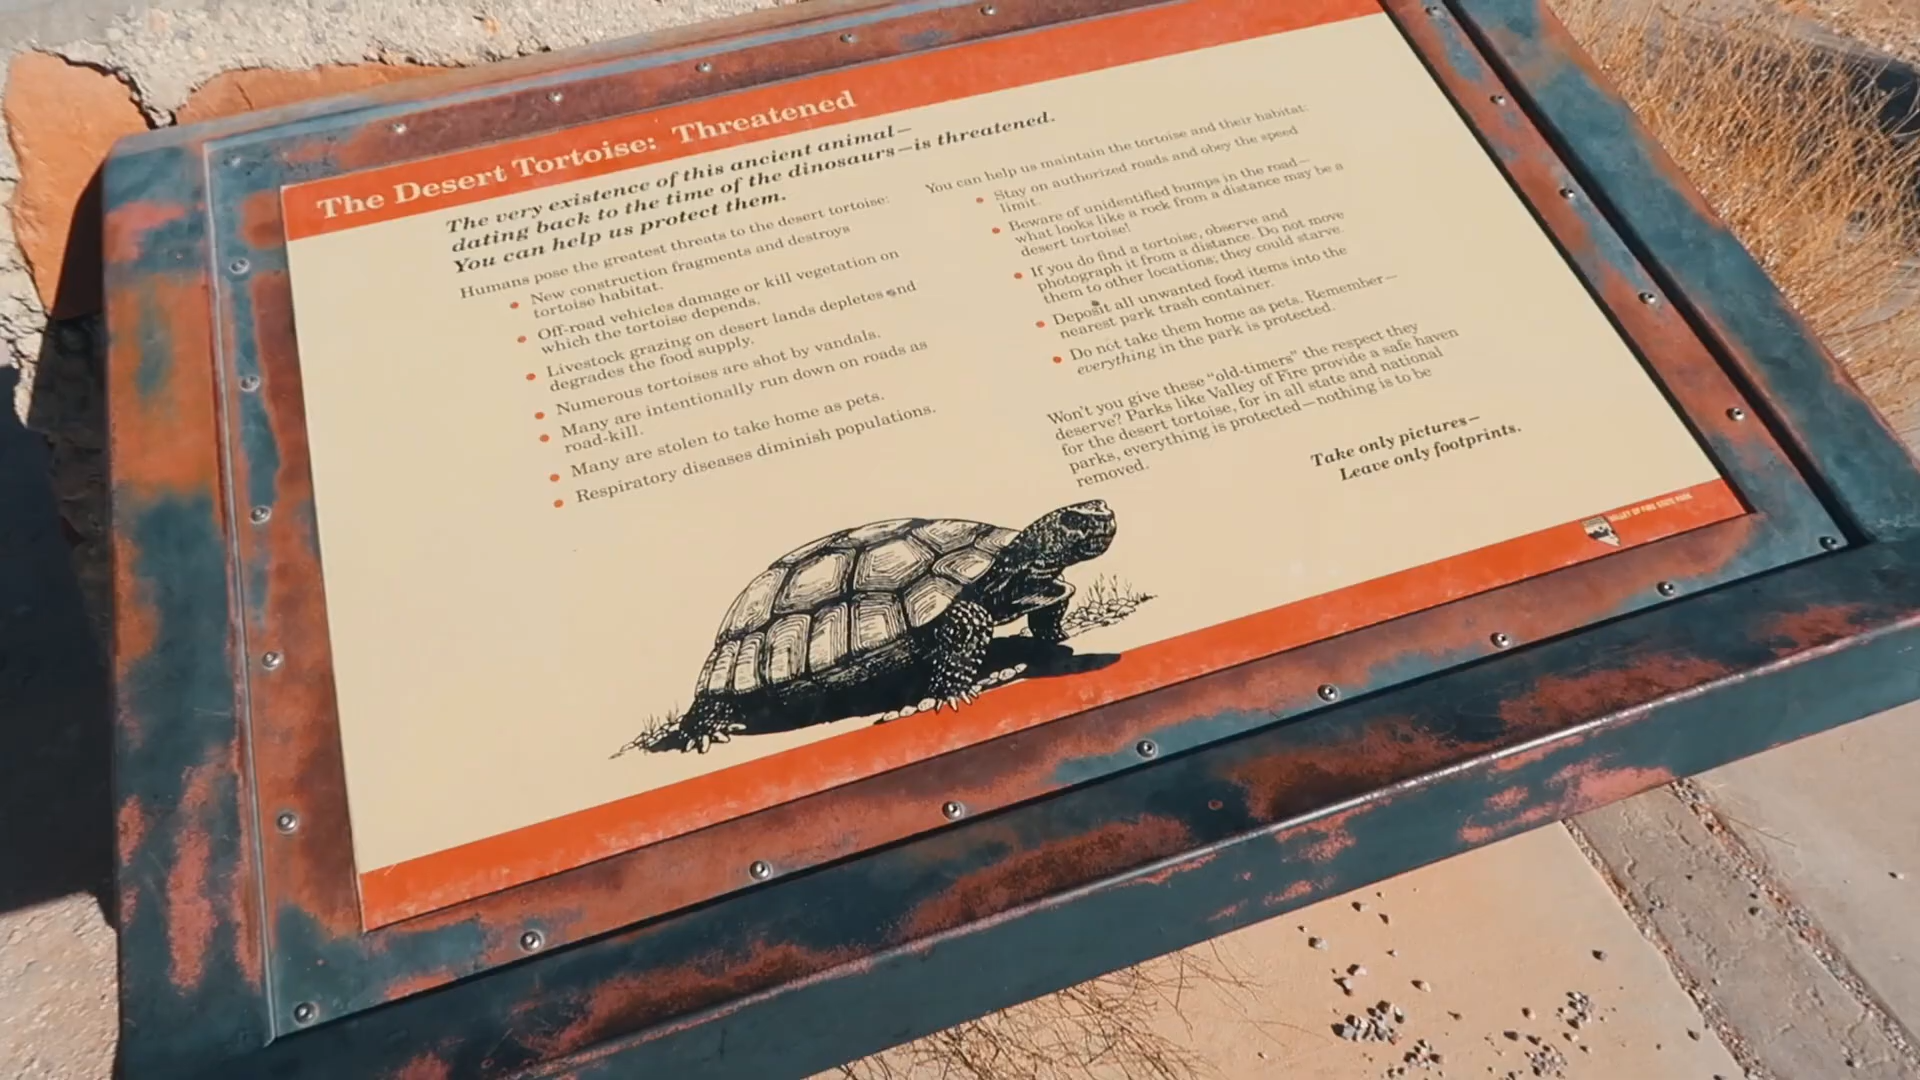 The Desert Tortoise: Threatened
The very existence of this ancient animal—
dating back to the time of the dinosaurs—is threatened.
You can help us protect them.
Humans pose the greatest threats to the desert tortoise:
New construction fragments and destroys
tortoise habitat.
Off-road vehicles damage or kill vegetation on
which the tortoise depends.
Livestock grazing on desert lands depletes and
degrades the food supply.
Numerous tortoises are shot by vandals.
Many are intentionally run down on roads as
road-kill.
Many are stolen to take home as pets.
Respiratory diseases diminish populations.
You can help us maintain the tortoise and their habitat:
Stay on authorized roads and obey the speed
limit.
Beware of unidentified bumps in the road—
what looks like a rock from a distance may be a
desert tortoise!
If you do find a tortoise, observe and
photograph it from a distance. Do not move
them to other locations; they could starve.
Deposit all unwanted food items into the
nearest park trash container.
Do not take them home as pets. Remember—
everything in the park is protected.
Won't you give these "old-timers" the respect they
deserve? Parks like Valley of Fire provide a safe haven
for the desert tortoise, for in all state and national
parks, everything is protected—nothing is to be
removed.
Take only pictures—
Leave only footprints.
VALLEY OF FIRE STATE PARK